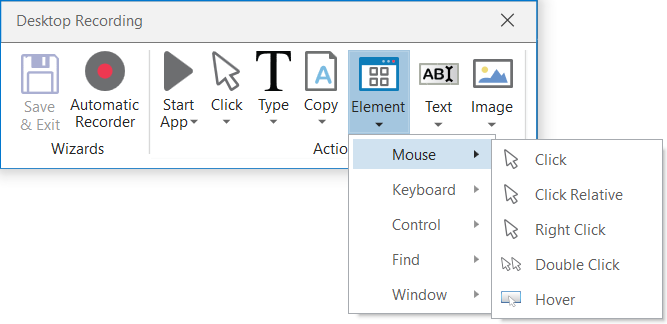 Desktop Recording
Save
& Exit
Automatic
Recorder
Wizards
Start
App
Click
Type
Copy
Element
Text
Image
Actio
Mouse
Keyboard
Control
Find
Window
Click
Click Relative
Right Click
Double Click
Hover